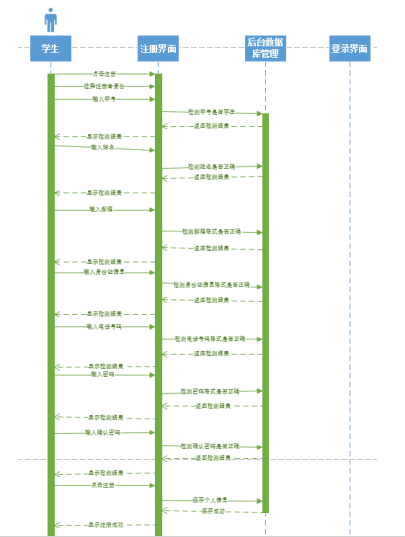 学生
注册界面
后台数据
库管理
登录界面
点击注册
选择注册者身份
输入学号
检测学号是否存在
返回检测结果
显示检测结果
输入姓名
检测姓名是否正确
返回检测结果
显示检测结果
输入邮箱
检测邮箱格式是否正确
返回检测结果
显示检测结果
输入身份证信息
检测身份证信息格式是否正确
返回检测结果
显示检测结果
输入电话号码
检测电话号码格式是否正确
返回检测结果
显示检测结果
输入密码
检测密码格式是否正确
返回检测结果
显示检测结果
输入确认密码
检测确认密码是否正确
返回检测结果
显示检测结果
点击注册
保存个人信息
保存成功
显示注册成功